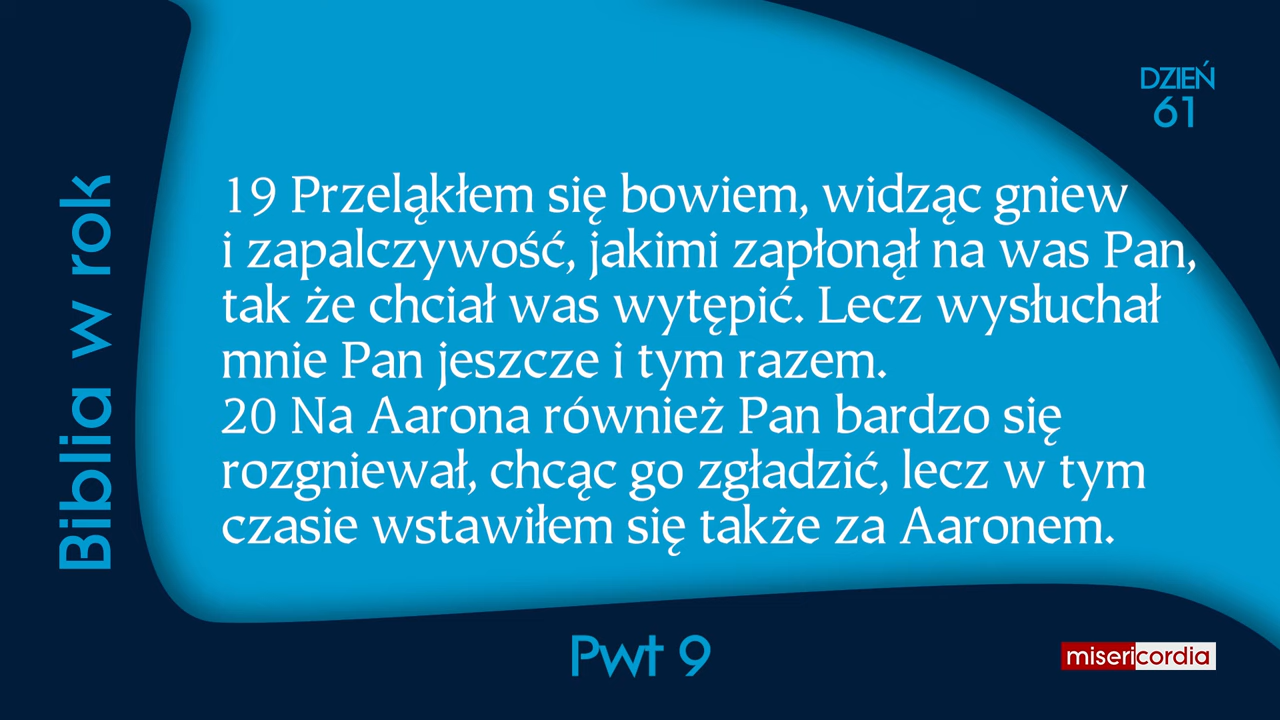 DZIEŃ
61
Biblia w rok
19 Przeląkłem się bowiem, widząc gniew
i zapalczywość, jakimi zapłonął na was Pan,
tak że chciał was wytępić. Lecz wysłuchał
mnie Pan jeszcze i tym razem.
20 Na Aarona również Pan bardzo się
rozgniewał, chcąc go zgładzić, lecz w tym
czasie wstawiłem się także za Aaronem.
Pwt 9
misericordia